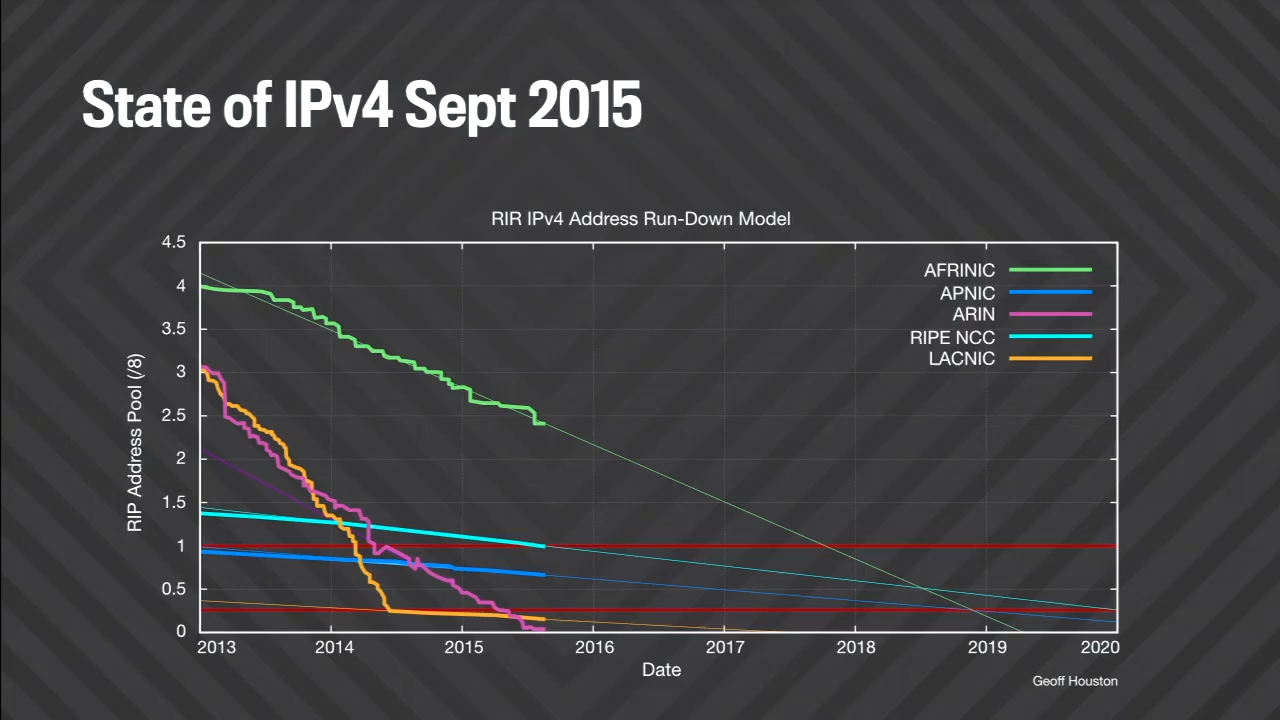 State of IPv4 Sept 2015
RIR IPv4 Address Run-Down Model
4.5
4
3.5
3
2.5
2
1.5
1
0.5
0
RIP Address Pool (/8)
AFRINIC
APNIC
ARIN
RIPE NCC
LACNIC
2013 2014 2015 2016 2017 2018 2019 2020
Date
Geoff Houston